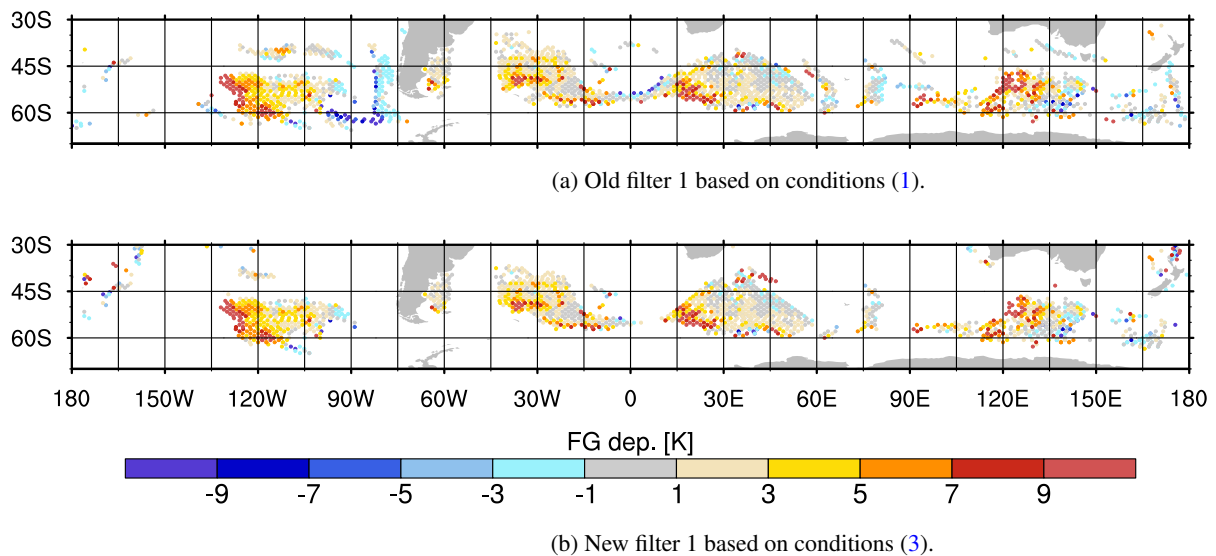 30S
45S
60S
(a) Old filter 1 based on conditions (1).
30S
45S
60S
180 150W 120W 90W 60W 30W 0 30E 60E 90E 120E 150E 180
FG dep. [K]
-9 -7 -5 -3 -1 1 3 5 7 9
(b) New filter 1 based on conditions (3).